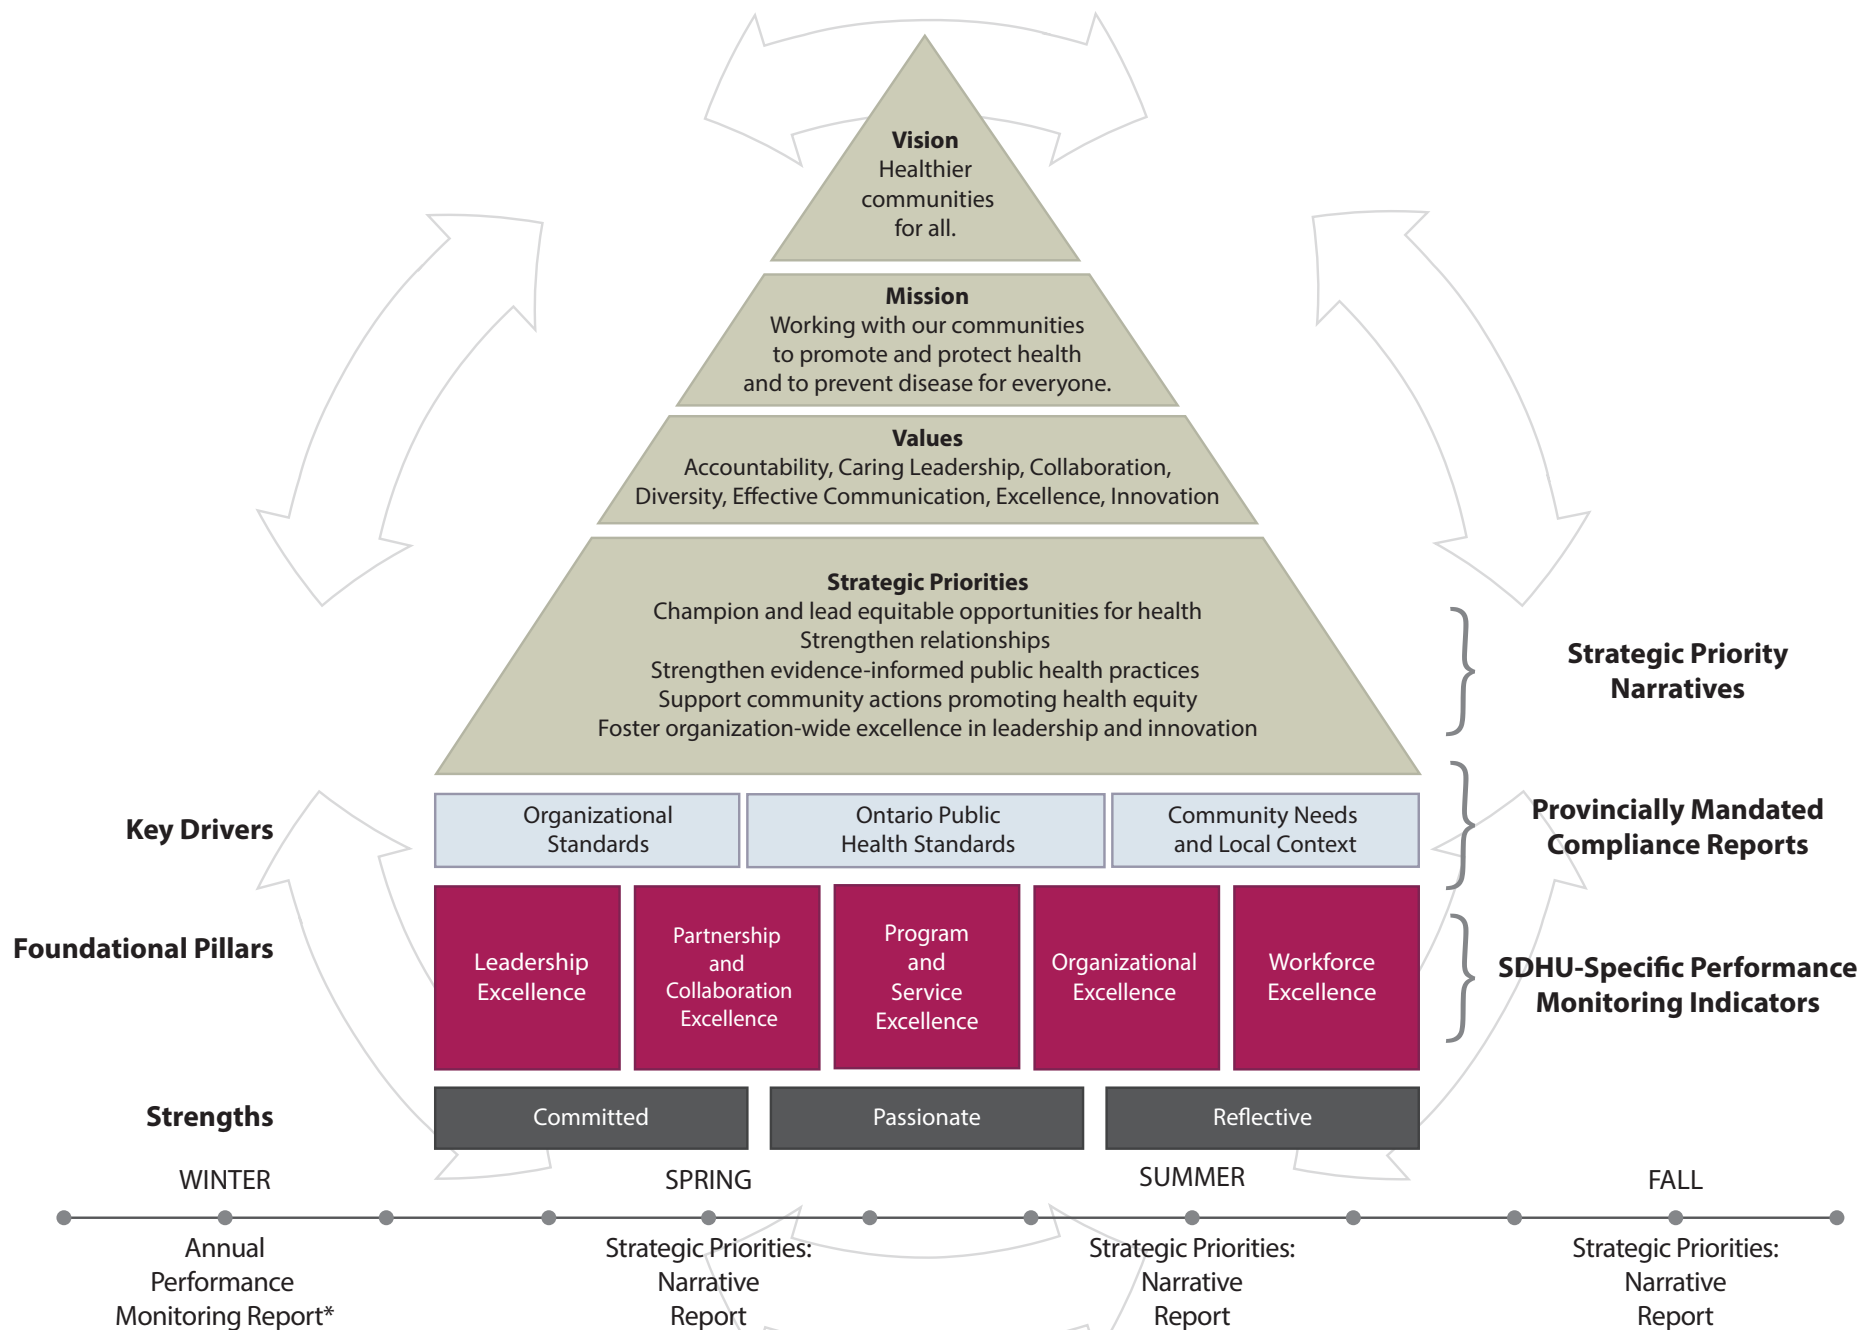 Vision
Healthier
communities
for all.
Mission
Working with our communities
to promote and protect health
and to prevent disease for everyone.
Values
Accountability, Caring Leadership, Collaboration,
Diversity, Effective Communication, Excellence, Innovation
Strategic Priorities
Champion and lead equitable opportunities for health
Strengthen relationships
Strengthen evidence-informed public health practices
Support community actions promoting health equity
Foster organization-wide excellence in leadership and innovation
Strategic Priority
Narratives
Key Drivers
Organizational
Standards
Ontario Public
Health Standards
Community Needs
and Local Context
Provincially Mandated
Compliance Reports
Foundational Pillars
Leadership
Excellence
Partnership
and
Collaboration
Excellence
Program
and
Service
Excellence
Organizational
Excellence
Workforce
Excellence
SDHU-Specific Performance
Monitoring Indicators
Strengths
Committed
Passionate
Reflective
WINTER
SPRING
SUMMER
FALL
Annual
Performance
Monitoring Report*
Strategic Priorities:
Narrative
Report
Strategic Priorities:
Narrative
Report
Strategic Priorities:
Narrative
Report